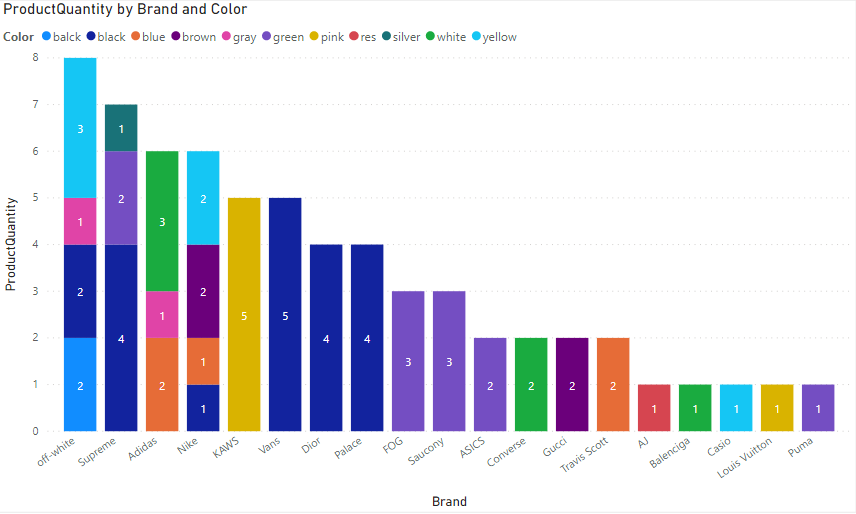 ProductQuantity by Brand and Color
Color balck black blue brown gray green pink res silver white yellow
ProductQuantity
8
7
6
5
4
3
2
1
0
3
1
2
2
1
2
4
3
1
2
2
2
1
1
5
5
4
4
3
3
2
2
2
2
1
1
1
1
1
off-white
Supreme
Adidas
Nike
KAWS
Vans
Dior
Palace
FOG
Saucony
ASICS
Converse
Gucci
Travis Scott
AJ
Balenciga
Casio
Louis Vuitton
Puma
Brand